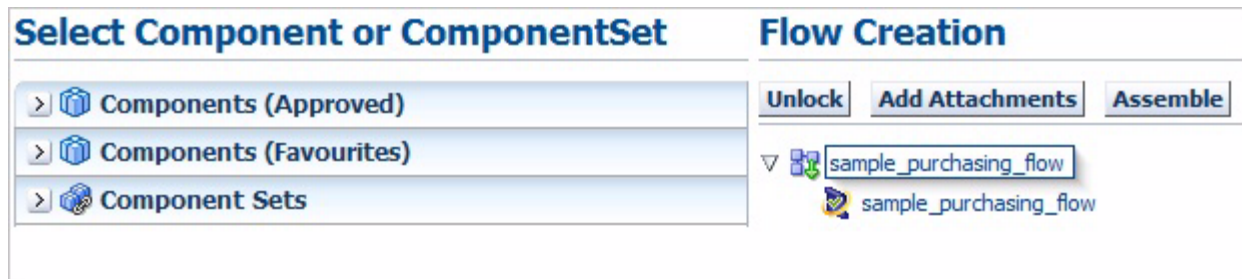 Select Component or ComponentSet
Components (Approved)
Components (Favourites)
Component Sets
Flow Creation
Unlock Add Attachments Assemble
sample_purchasing_flow
sample_purchasing_flow